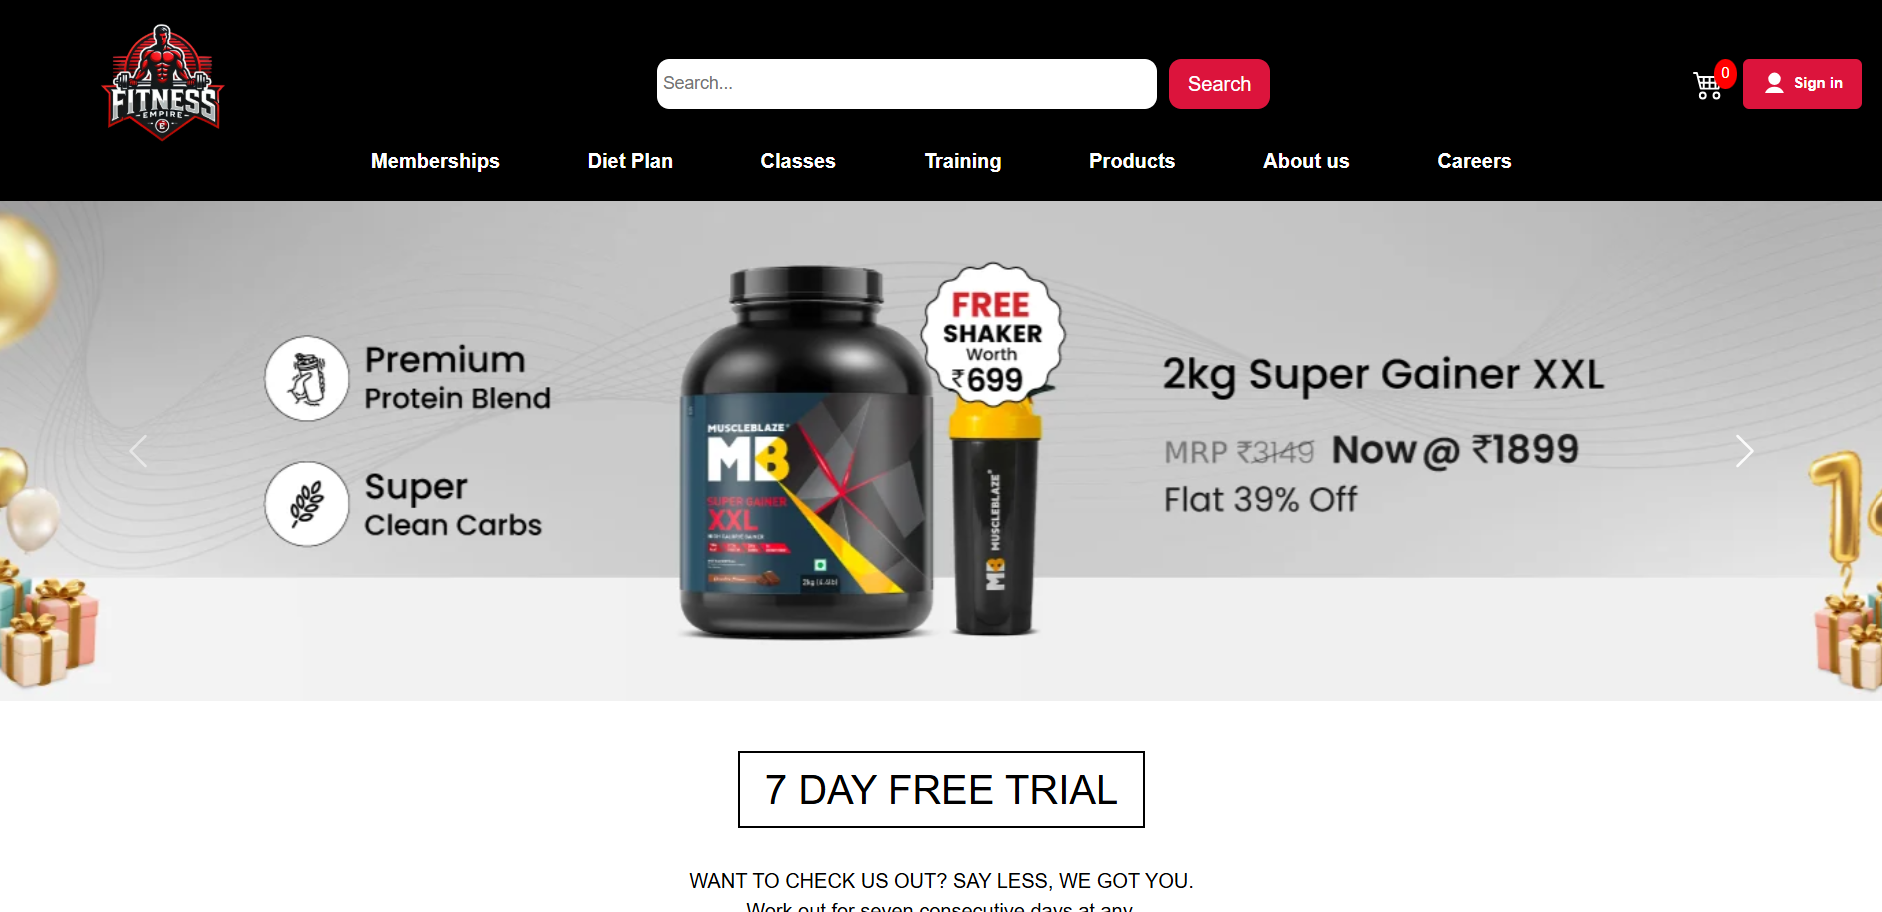 FITNESS
EMPIRE
Search...
Search
0
Sign in
Memberships
Diet Plan
Classes
Training
Products
About us
Careers
Premium
Protein Blend
Super
Clean Carbs
MUSCLEBLAZE
MB
SUPER GAINER
XXL
2kg (4.4lb)
FREE
SHAKER
Worth
₹699
MUSCLEBLAZE
MB
2kg Super Gainer XXL
MRP ₹3149 Now @ ₹1899
Flat 39% Off
7 DAY FREE TRIAL
WANT TO CHECK US OUT? SAY LESS, WE GOT YOU.
Work out for seven consecutive days at any